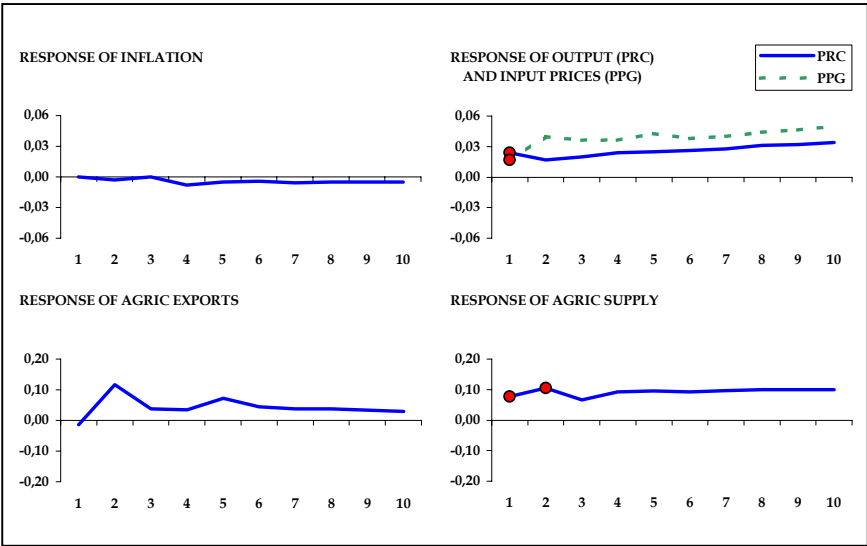 RESPONSE OF INFLATION
0,06
0,03
0,00
-0,03
-0,06
1 2 3 4 5 6 7 8 9 10
RESPONSE OF OUTPUT (PRC)
AND INPUT PRICES (PPG)
PRC
PPG
0,06
0,03
0,00
-0,03
-0,06
1 2 3 4 5 6 7 8 9 10
RESPONSE OF AGRIC EXPORTS
0,20
0,10
0,00
-0,10
-0,20
1 2 3 4 5 6 7 8 9 10
RESPONSE OF AGRIC SUPPLY
0,20
0,10
0,00
-0,10
-0,20
1 2 3 4 5 6 7 8 9 10